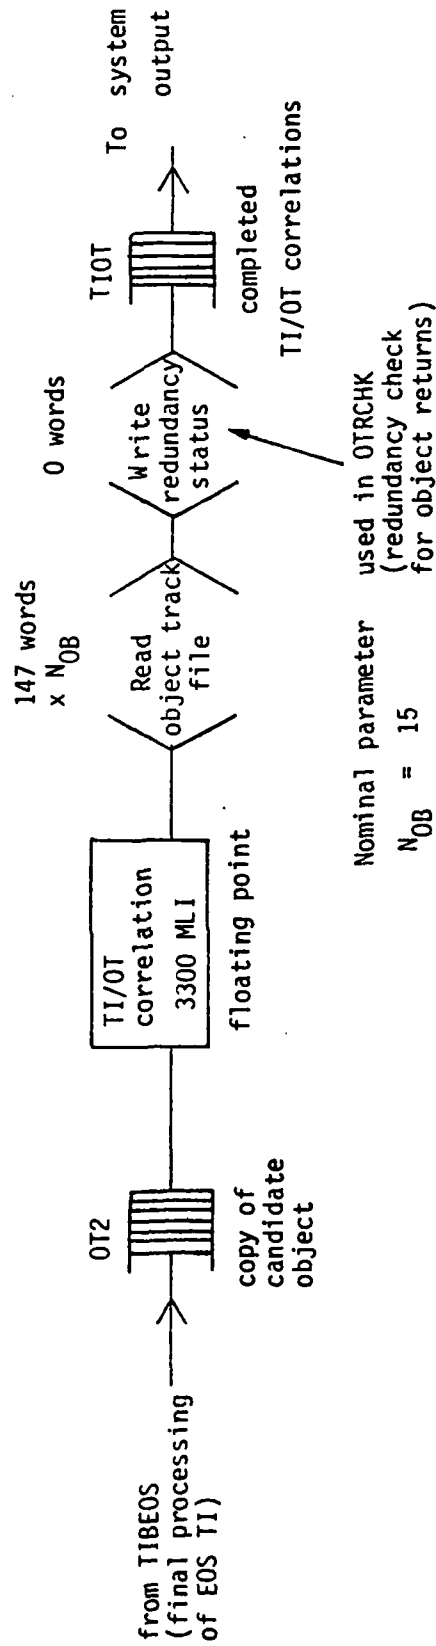 from TIBEOS
(final processing
of EOS TI)
OT2
copy of
candidate
object
TI/OT
correlation
3300 MLI
floating point
147 words
x NOB
Read
object track
file
0 words
Write
redundancy
status
TIOT
completed
TI/OT correlations
To system
output
Nominal parameter
NOB = 15
used in OTRCHK
(redundancy check
for object returns)